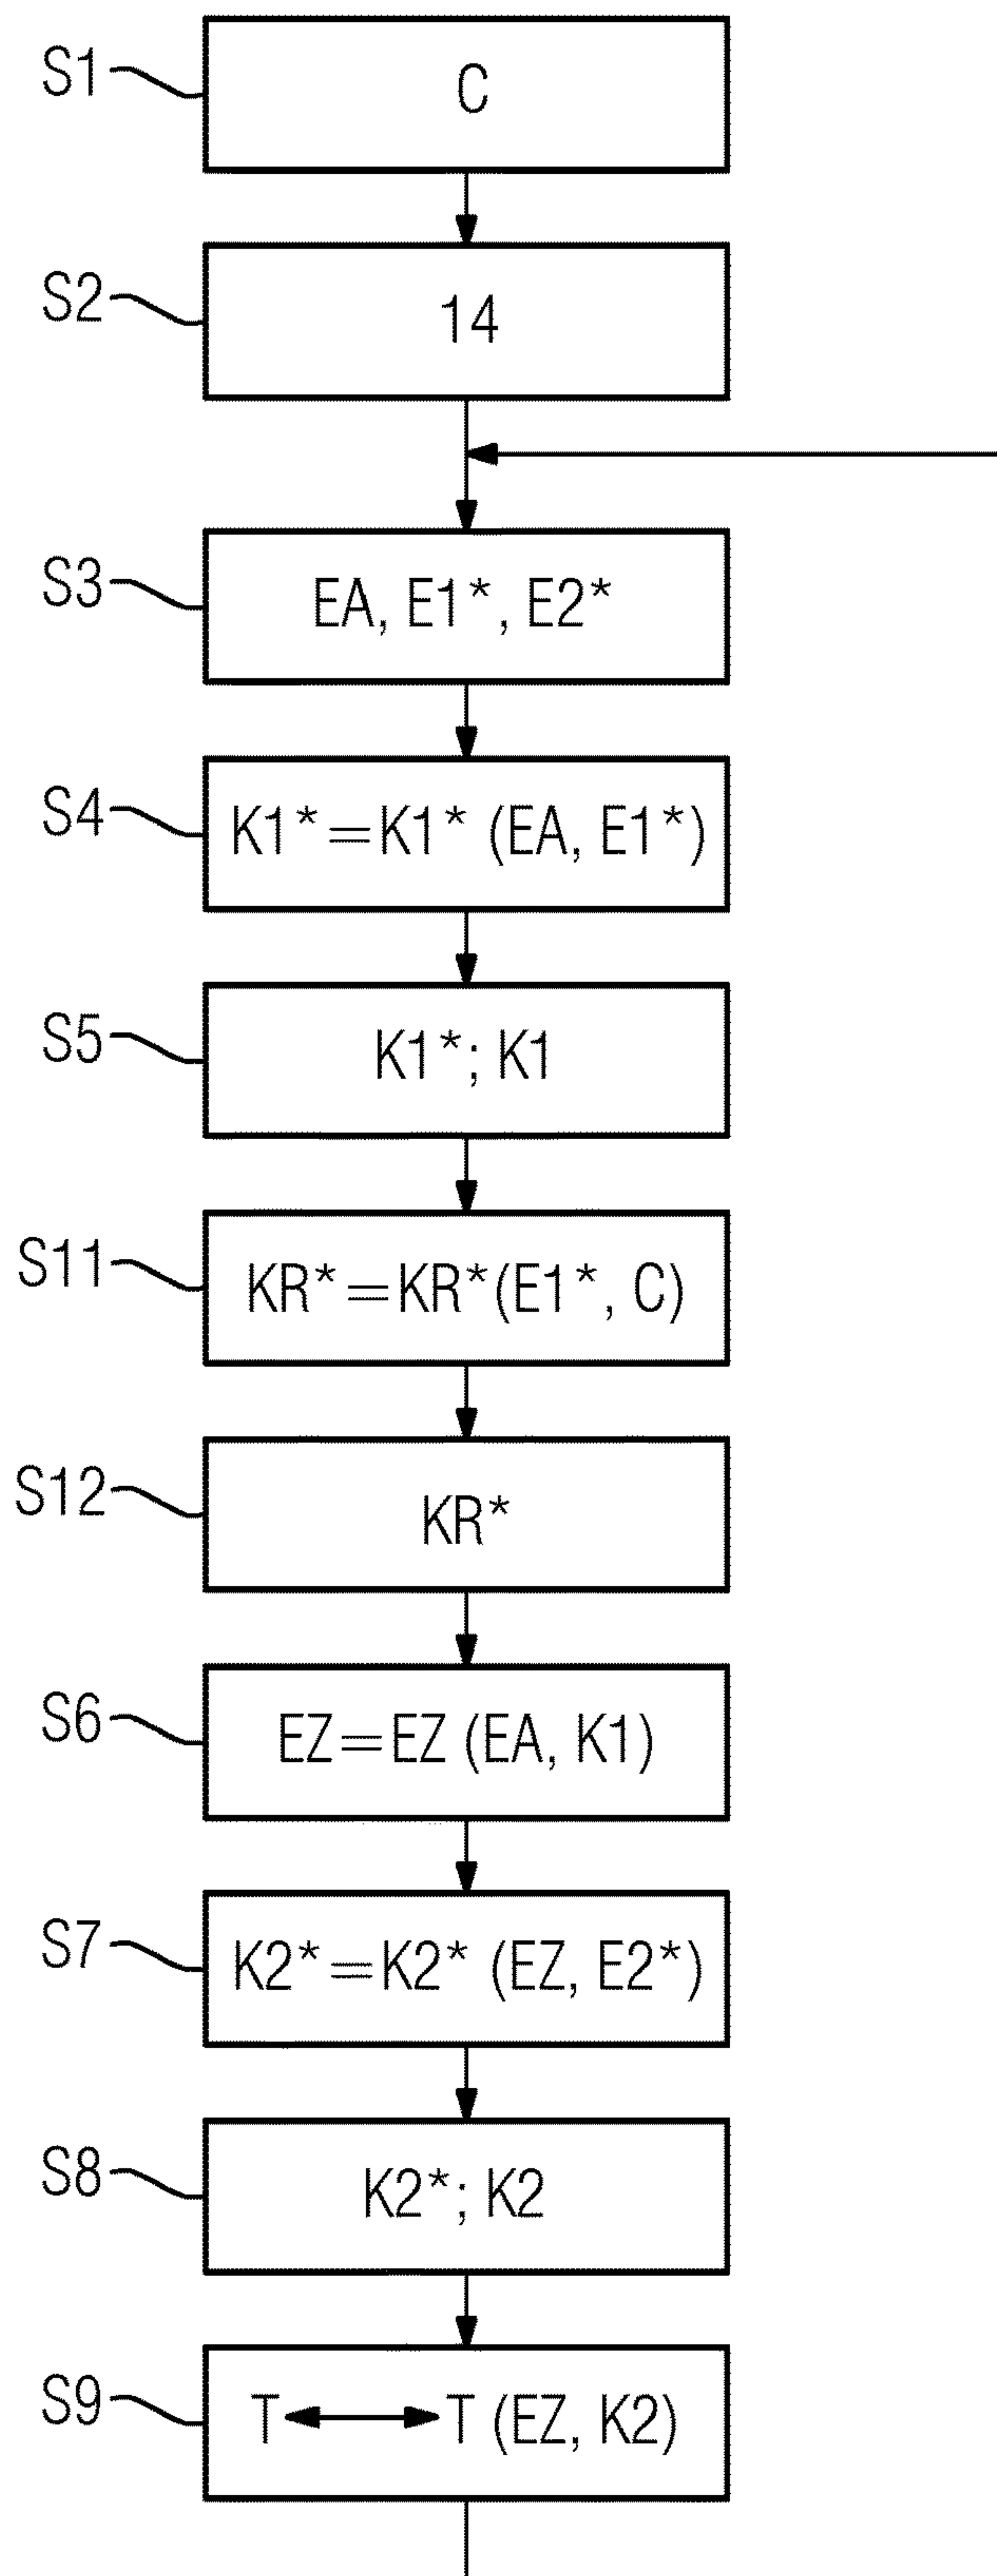 S1
C
S2
14
S3
EA, E1*, E2*
S4
K1*=K1* (EA, E1*)
S5
K1*; K1
S11
KR*=KR*(E1*, C)
S12
KR*
S6
EZ=EZ (EA, K1)
S7
K2*=K2* (EZ, E2*)
S8
K2*; K2
S9
T ↔ T (EZ, K2)